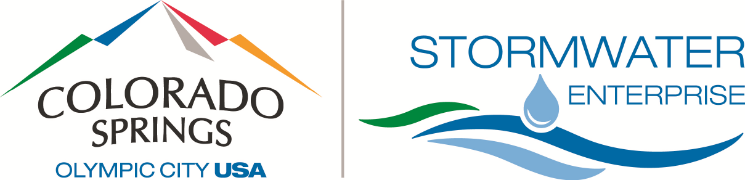 COLORADO
SPRINGS
OLYMPIC CITY USA
STORMWATER
ENTERPRISE